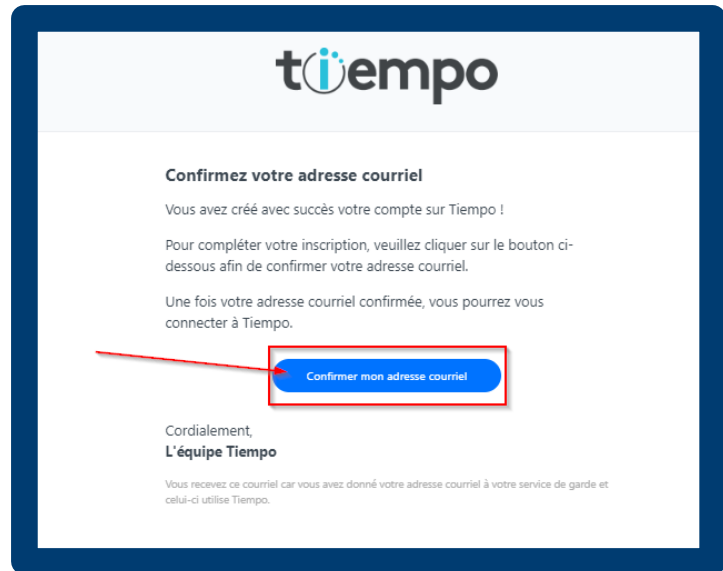 tiempo
Confirmez votre adresse courriel
Vous avez créé avec succès votre compte sur Tiempo !
Pour compléter votre inscription, veuillez cliquer sur le bouton ci-
dessous afin de confirmer votre adresse courriel.
Une fois votre adresse courriel confirmée, vous pourrez vous
connecter à Tiempo.
Confirmer mon adresse courriel
Cordialement,
L'équipe Tiempo
Vous recevez ce courriel car vous avez donné votre adresse courriel à votre service de garde et
celui-ci utilise Tiempo.